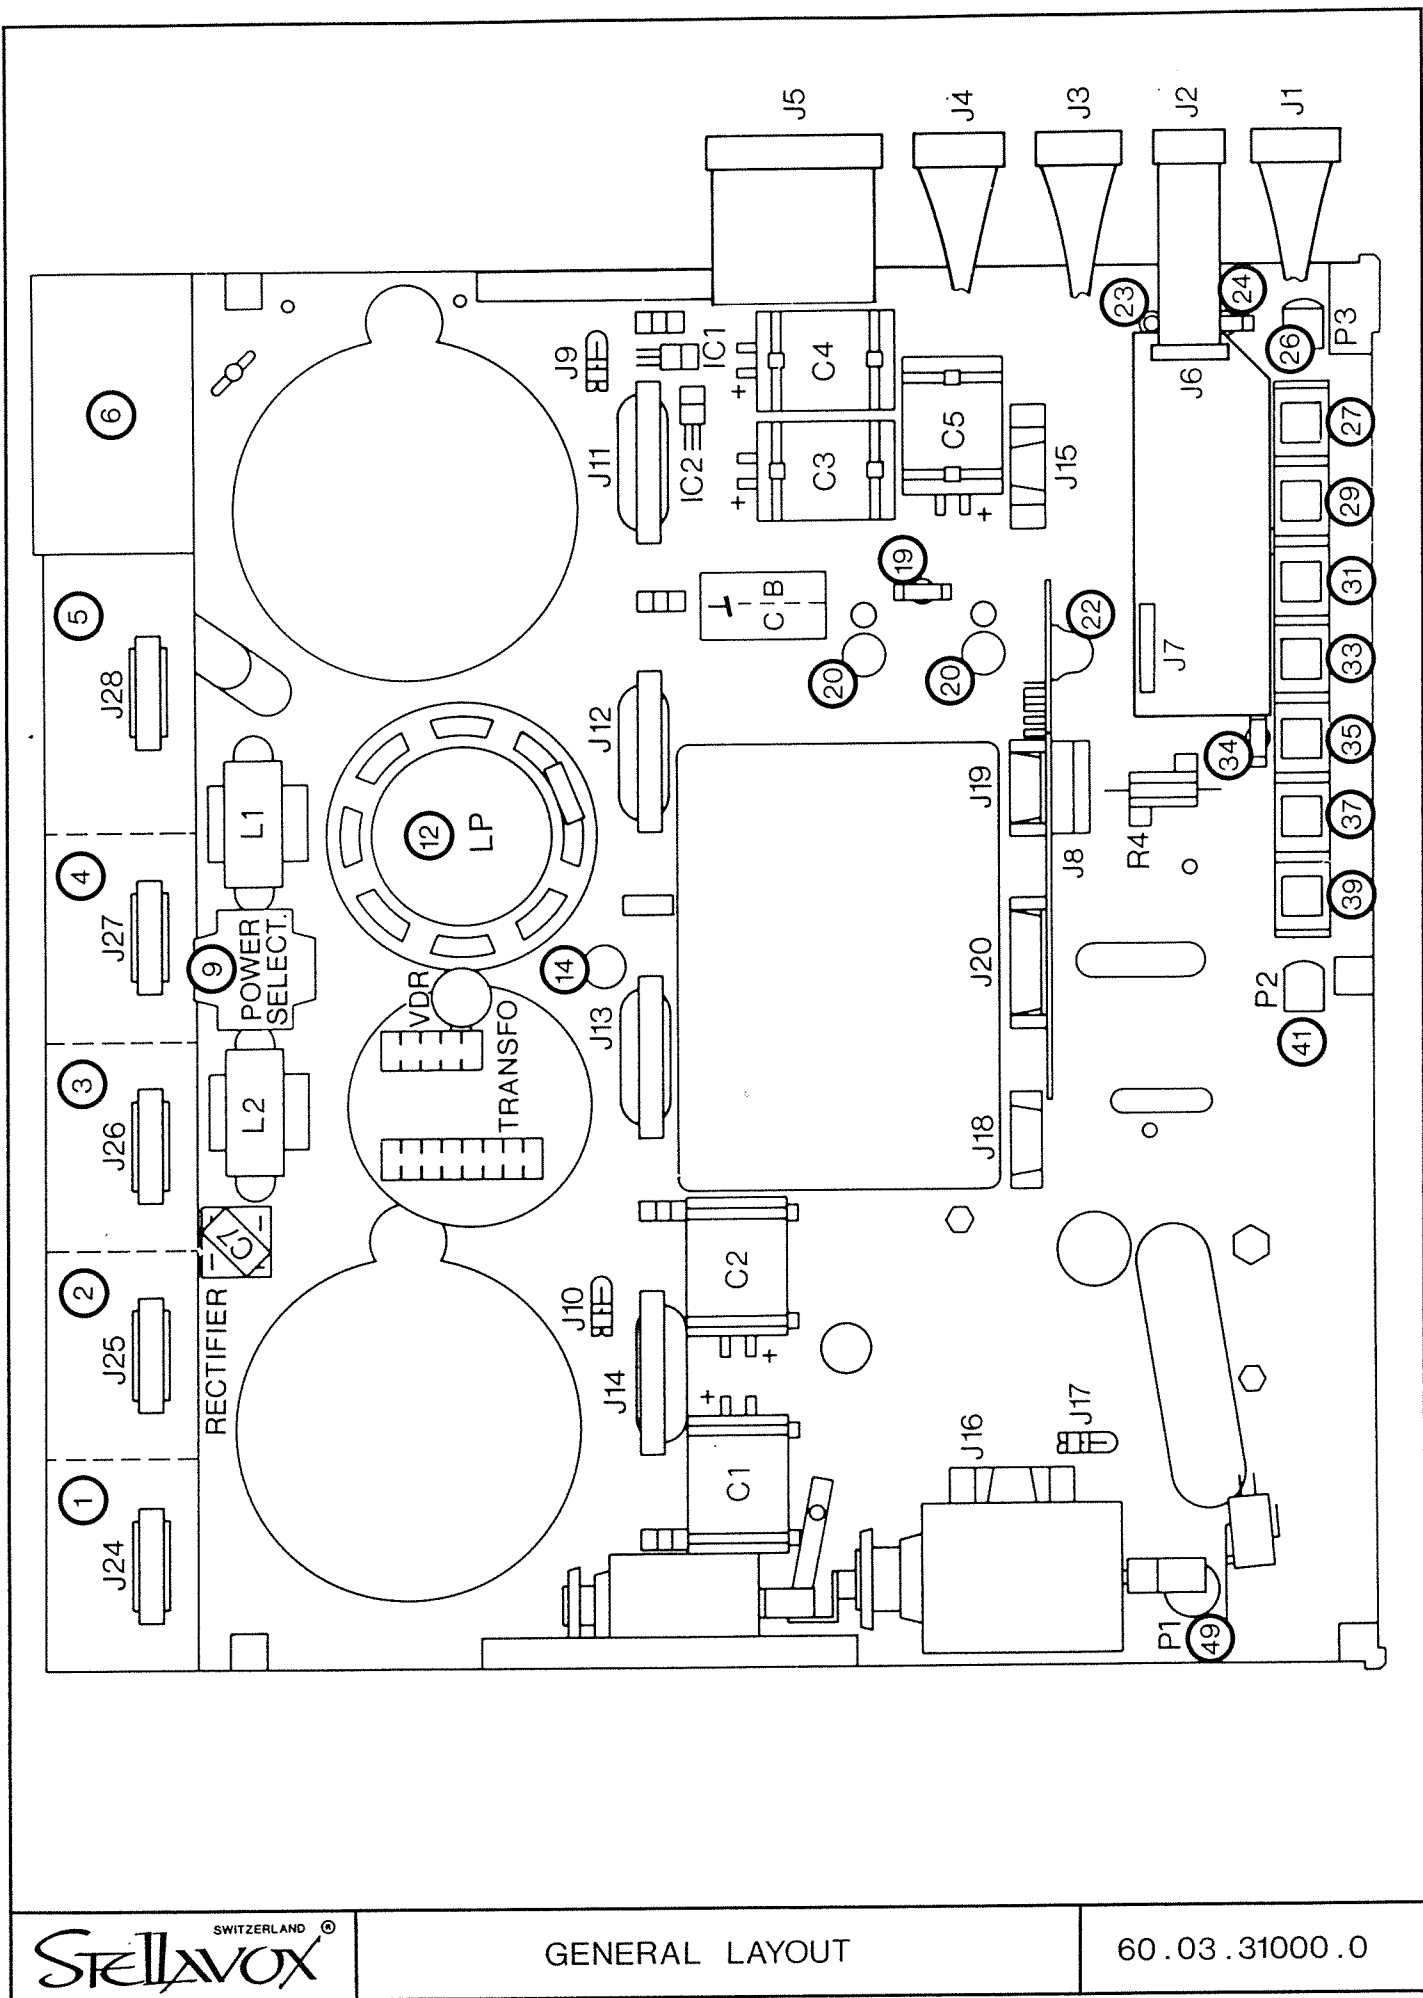 J5
J4
J3
J2
J1
6
J9
IC1
C4
23
24
26
P3
J6
5
J28
J11
IC2
+
+
C3
C5
+
J15
27
29
31
33
35
37
39
19
C B
20
20
22
J7
4
J27
L1
J12
12
LP
J19
J8
R4
34
9
POWER
SELECT.
VDR
14
J13
TRANSFO
J20
P2
41
3
J26
L2
J18
2
J25
C7
RECTIFIER
J10
J14
C2
+
+
C1
J16
J17
1
J24
P1
49
STELLAVOX
SWITZERLAND ®
GENERAL LAYOUT
60.03.31000.0